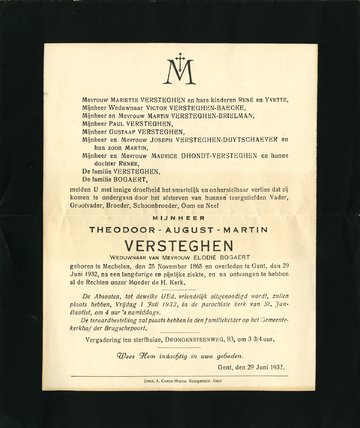 M
Mevrouw Mariette VERSTEGHEN en hare kinderen René en Yvette,
Mijnheer Weduwnaar Victor VERSTEGHEN-BAECKE,
Mijnheer en Mevrouw Martin VERSTEGHEN-BRIELMAN,
Mijnheer Paul VERSTEGHEN,
Mijnheer Gustaaf VERSTEGHEN,
Mijnheer en Mevrouw Joseph VERSTEGHEN-DUYTSCHAEVER en
hun zoon Martin,
Mijnheer en Mevrouw Maurice DHONDT-VERSTEGHEN en hunne
dochter Renée,
De familie VERSTEGHEN,
De familie BOGAERT,
melden U met innige droefheid het smartelijk en onherstelbaar verlies dat zij
komen te ondergaan door het afsterven van hunnen teergeliefden Vader,
Grootvader, Broeder, Schoonbroeder, Oom en Neef
MIJNHEER
THEODOOR-AUGUST-MARTIN
VERSTEGHEN
Weduwnaar van Mevrouw ELODIE BOGAERT
geboren te Mechelen, den 25 November 1865 en overleden te Gent, den 29
Juni 1932, na een langdurige en pijnlijke ziekte, en na ontvangen te hebben
al de Rechten onzer Moeder de H. Kerk.
De Absouten, tot dewelke UEd. vriendelijk uitgenoodigd wordt, zullen
plaats hebben, Vrijdag 1 Juli 1932, in de parochiale kerk van St. Jan-
Baptist, om 4 uur 's namiddags.
De teraardbestelling zal plaats hebben in den familiekelder op het Gemeente-
kerkhof der Brugschepoort.
Vergadering ten sterfhuize, Drongensteenweg, 83, om 3 3/4 uur.
Wees Hem indachtig in uwe gebeden.
Gent, den 29 Juni 1932.
Gent